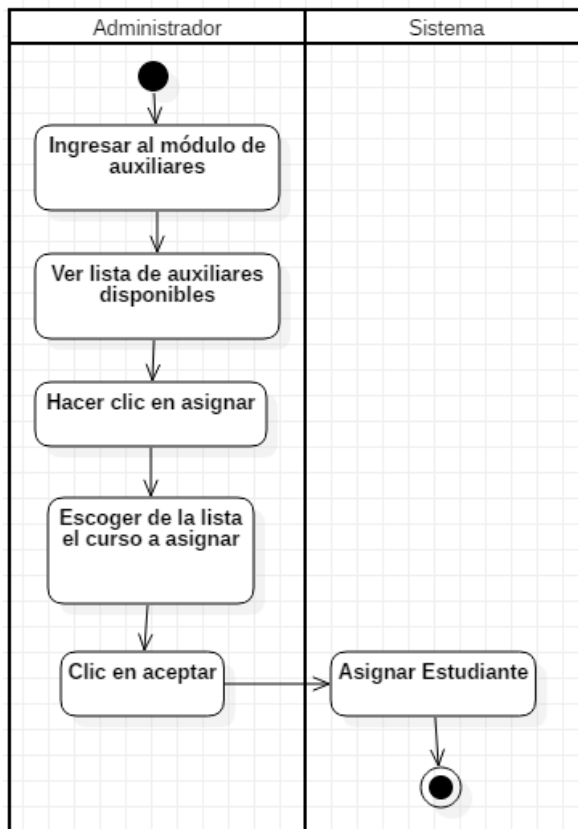 Administrador
Sistema
Ingresar al módulo de
auxiliares
Ver lista de auxiliares
disponibles
Hacer clic en asignar
Escoger de la lista
el curso a asignar
Clic en aceptar
Asignar Estudiante